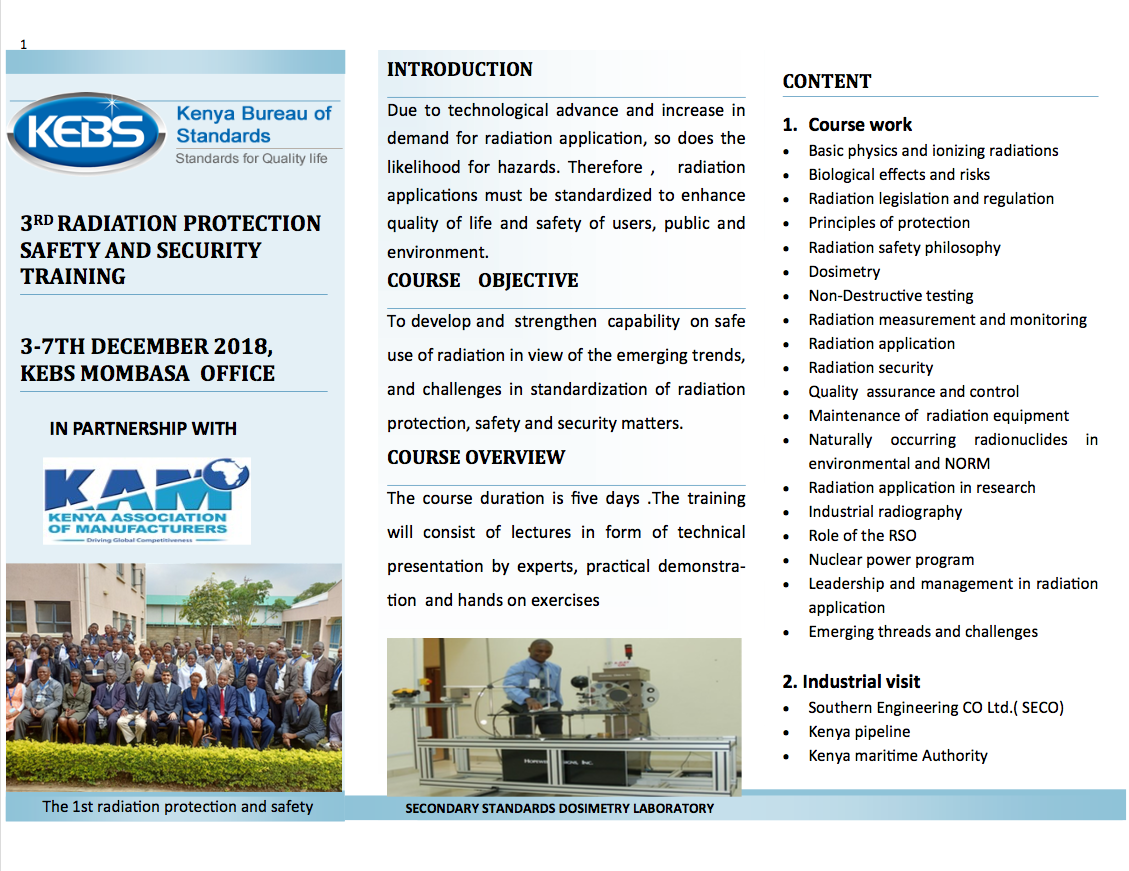 1
KEBS
Kenya Bureau of
Standards
Standards for Quality life
3RD RADIATION PROTECTION
SAFETY AND SECURITY
TRAINING
3-7TH DECEMBER 2018,
KEBS MOMBASA OFFICE
IN PARTNERSHIP WITH
KAM
KENYA ASSOCIATION
OF MANUFACTURERS
Driving Global Competitiveness
The 1st radiation protection and safety
INTRODUCTION
Due to technological advance and increase in
demand for radiation application, so does the
likelihood for hazards. Therefore , radiation
applications must be standardized to enhance
quality of life and safety of users, public and
environment.
COURSE OBJECTIVE
To develop and strengthen capability on safe
use of radiation in view of the emerging trends,
and challenges in standardization of radiation
protection, safety and security matters.
COURSE OVERVIEW
The course duration is five days .The training
will consist of lectures in form of technical
presentation by experts, practical demonstra-
tion and hands on exercises
SECONDARY STANDARDS DOSIMETRY LABORATORY
CONTENT
1. Course work
• Basic physics and ionizing radiations
• Biological effects and risks
• Radiation legislation and regulation
• Principles of protection
• Radiation safety philosophy
• Dosimetry
• Non-Destructive testing
• Radiation measurement and monitoring
• Radiation application
• Radiation security
• Quality assurance and control
• Maintenance of radiation equipment
• Naturally occurring radionuclides in
environmental and NORM
• Radiation application in research
• Industrial radiography
• Role of the RSO
• Nuclear power program
• Leadership and management in radiation
application
• Emerging threads and challenges
2. Industrial visit
• Southern Engineering CO Ltd.( SECO)
• Kenya pipeline
• Kenya maritime Authority